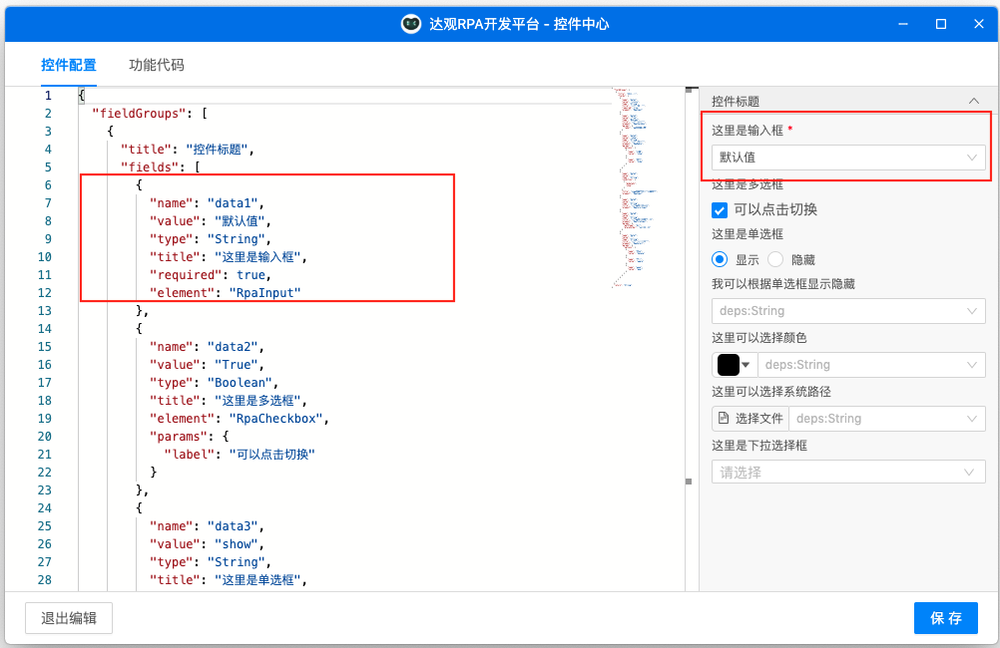 达观RPA开发平台 - 控件中心
控件配置 功能代码
1 {
2 "fieldGroups": [
3 {
4 "title": "控件标题",
5 "fields": [
6 {
7 "name": "data1",
8 "value": "默认值",
9 "type": "String",
10 "title": "这里是输入框",
11 "required": true,
12 "element": "RpaInput"
13 },
14 {
15 "name": "data2",
16 "value": "True",
17 "type": "Boolean",
18 "title": "这里是多选框",
19 "element": "RpaCheckbox",
20 "params": {
21 "label": "可以点击切换"
22 }
23 },
24 {
25 "name": "data3",
26 "value": "show",
27 "type": "String",
28 "title": "这里是单选框",
控件标题
这里是输入框 *
默认值
这里是多选框
可以点击切换
这里是单选框
显示 隐藏
我可以根据单选框显示隐藏
deps:String
这里可以选择颜色
deps:String
这里可以选择系统路径
选择文件 deps:String
这里是下拉选择框
请选择
退出编辑 保 存